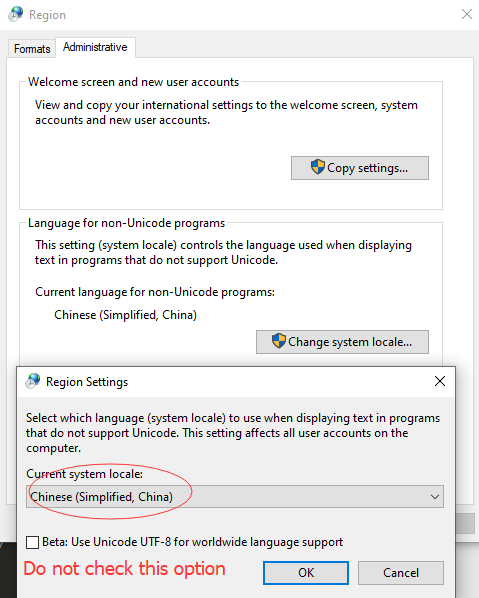 Region
Formats
Administrative
Welcome screen and new user accounts
View and copy your international settings to the welcome screen, system
accounts and new user accounts.
Copy settings...
Language for non-Unicode programs
This setting (system locale) controls the language used when displaying
text in programs that do not support Unicode.
Current language for non-Unicode programs:
Chinese (Simplified, China)
Change system locale...
Region Settings
Select which language (system locale) to use when displaying text in programs
that do not support Unicode. This setting affects all user accounts on the
computer.
Current system locale:
Chinese (Simplified, China)
Beta: Use Unicode UTF-8 for worldwide language support
Do not check this option
OK
Cancel